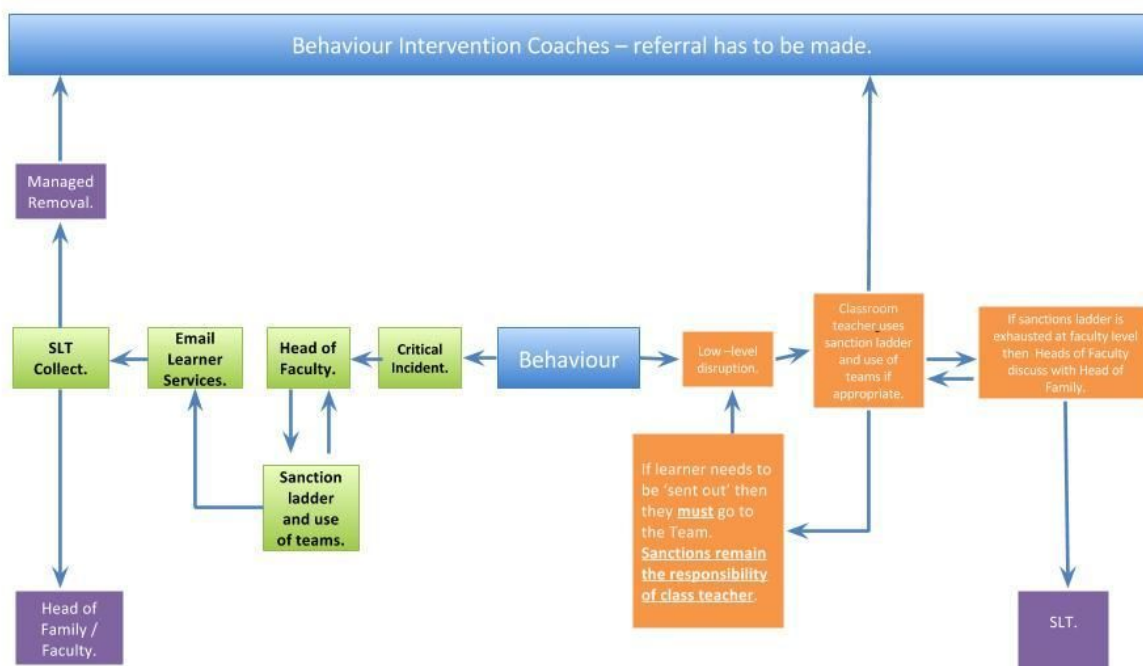 Behaviour Intervention Coaches – referral has to be made.
Managed
Removal.
SLT
Collect.
Email
Learner
Services.
Head of
Faculty.
Critical
Incident.
Behaviour
Low –level
disruption.
Classroom
teacher uses
sanction ladder
and use of
teams if
appropriate.
If sanctions ladder is
exhausted at faculty level
then Heads of Faculty
discuss with Head of
Family.
Sanction
ladder
and use
of teams.
If learner needs to
be ‘sent out’ then
they must go to
the Team.
Sanctions remain
the responsibility
of class teacher.
Head of
Family /
Faculty.
SLT.